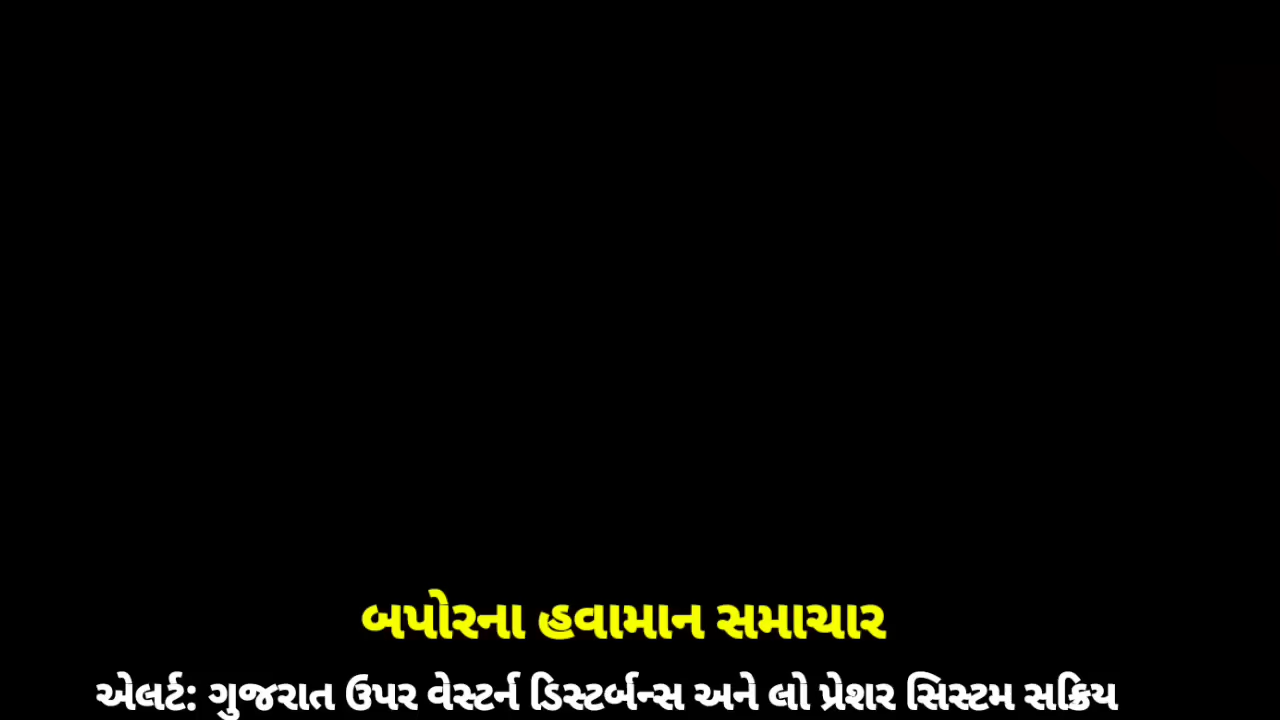 બપોરના હવામાન સમાચાર
એલર્ટ: ગુજરાત ઉપર વેસ્ટર્ન ડિસ્ટર્બન્સ અને લો પ્રેશર સિસ્ટમ સક્રિય